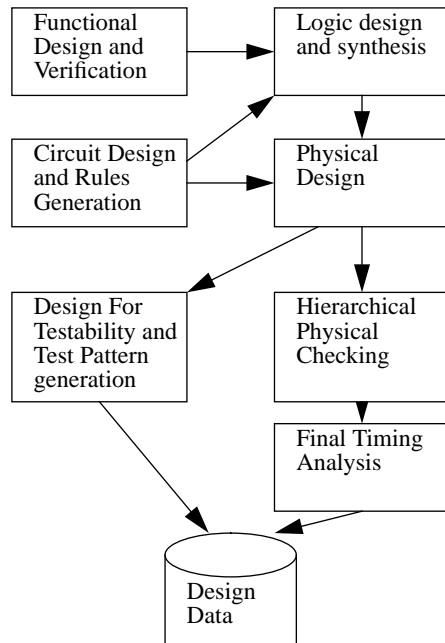 Functional
Design and
Verification
Logic design
and synthesis
Circuit Design
and Rules
Generation
Physical
Design
Design For
Testability and
Test Pattern
generation
Hierarchical
Physical
Checking
Final Timing
Analysis
Design
Data